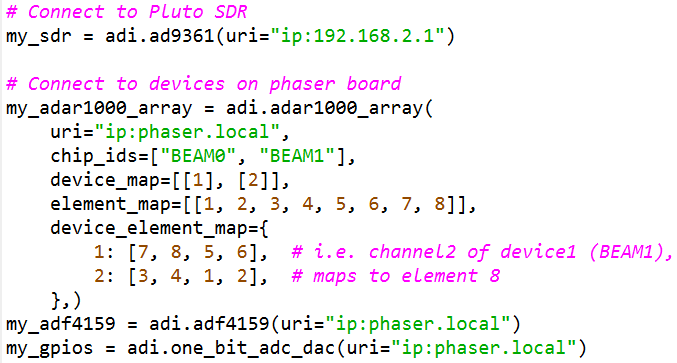 # Connect to Pluto SDR
my_sdr = adi.ad9361(uri="ip:192.168.2.1")
# Connect to devices on phaser board
my_adar1000_array = adi.adar1000_array(
    uri="ip:phaser.local",
    chip_ids=["BEAM0", "BEAM1"],
    device_map=[[1], [2]],
    element_map=[[1, 2, 3, 4, 5, 6, 7, 8]],
    device_element_map={
        1: [7, 8, 5, 6],  # i.e. channel2 of device1 (BEAM1),
        2: [3, 4, 1, 2],  # maps to element 8
    },)
my_adf4159 = adi.adf4159(uri="ip:phaser.local")
my_gpios = adi.one_bit_adc_dac(uri="ip:phaser.local")